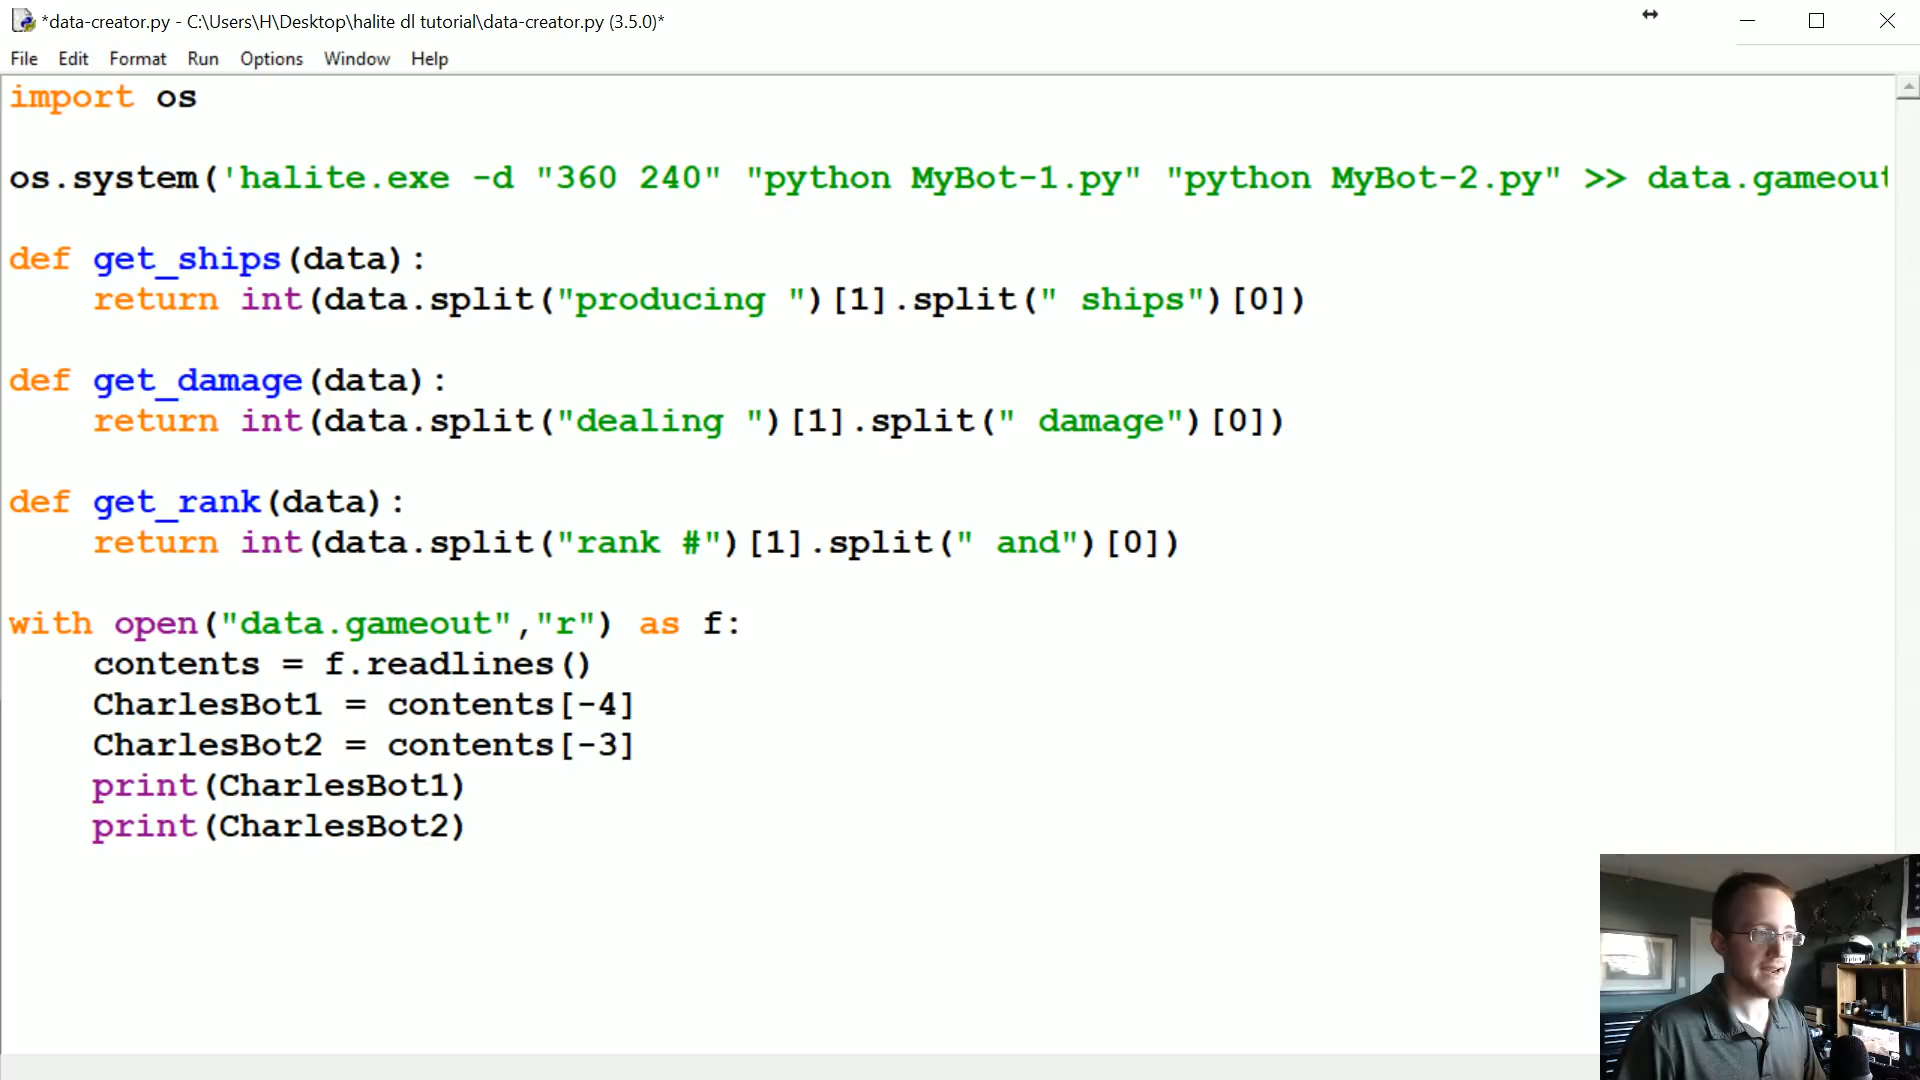 *data-creator.py - C:\Users\H\Desktop\halite dl tutorial\data-creator.py (3.5.0)*
File Edit Format Run Options Window Help
import os
os.system('halite.exe -d "360 240" "python MyBot-1.py" "python MyBot-2.py" >> data.gameout
def get_ships(data):
    return int(data.split("producing ")[1].split(" ships")[0])
def get_damage(data):
    return int(data.split("dealing ")[1].split(" damage")[0])
def get_rank(data):
    return int(data.split("rank #")[1].split(" and")[0])
with open("data.gameout","r") as f:
    contents = f.readlines()
    CharlesBot1 = contents[-4]
    CharlesBot2 = contents[-3]
    print(CharlesBot1)
    print(CharlesBot2)